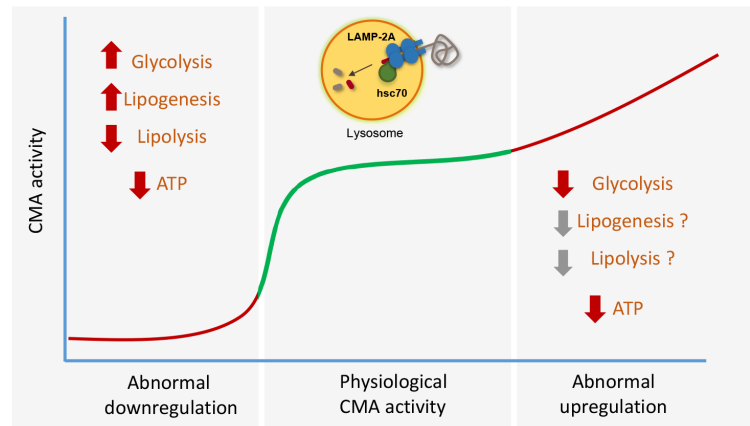 CMA activity
Glycolysis
Lipogenesis
Lipolysis
ATP
LAMP-2A
hsc70
Lysosome
Glycolysis
Lipogenesis ?
Lipolysis ?
ATP
Abnormal
downregulation
Physiological
CMA activity
Abnormal
upregulation